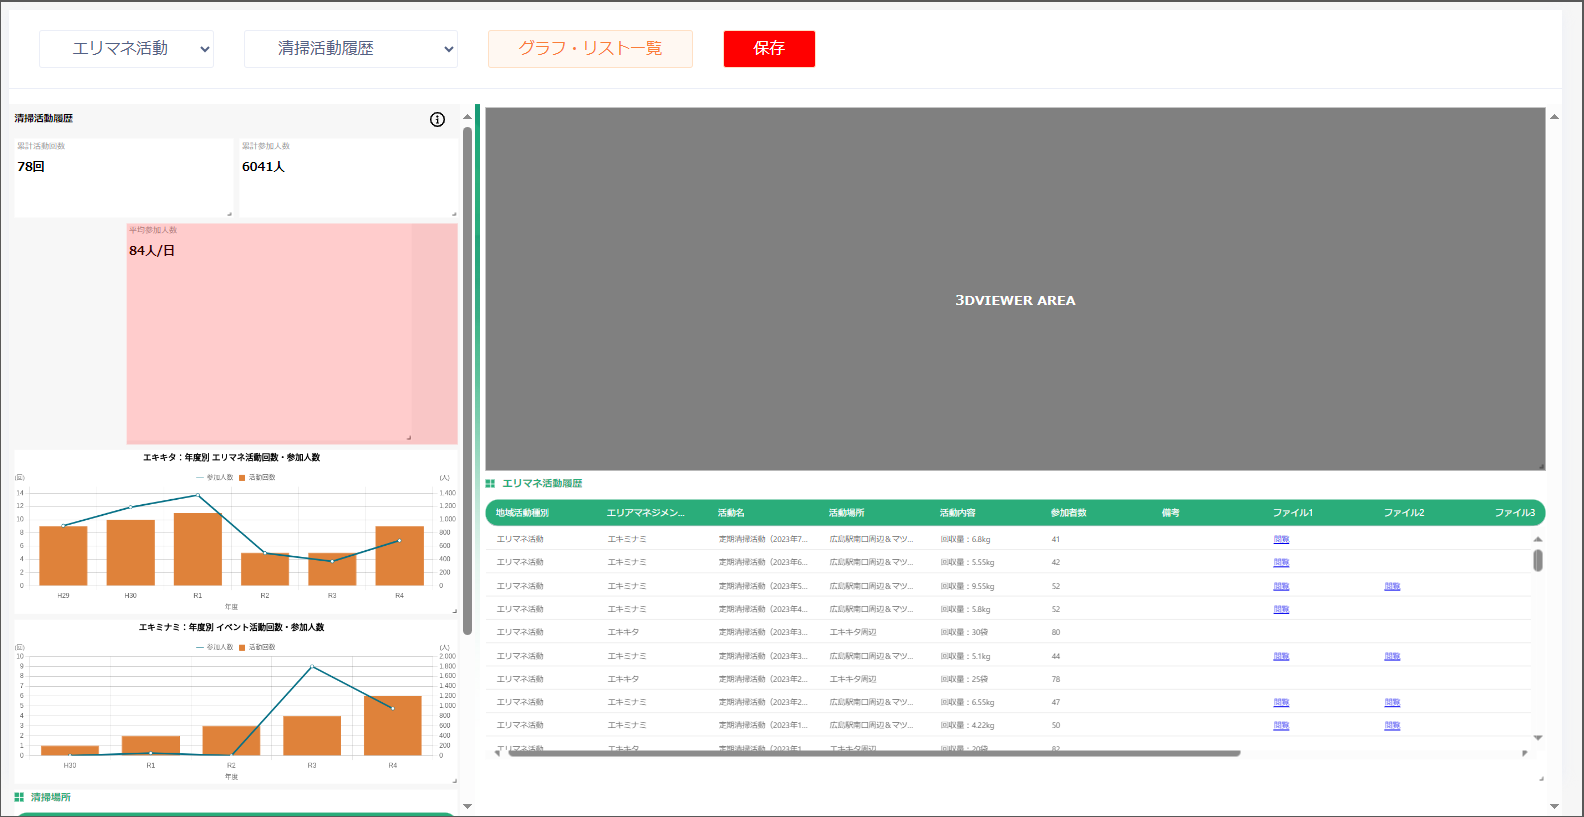 エリマネ活動 清掃活動履歴 グラフ・リスト一覧 保存
清掃活動履歴
累計活動回数 累計参加人数
78回 6041人
平均参加人数
84人/日
エキキタ：年度別 エリマネ活動回数・参加人数
(回) 参加人数 活動回数 (人)
14 1,400
12 1,200
10 1,000
8 800
6 600
4 400
2 200
0 0
H29 H30 R1 R2 R3 R4
年度
エキミナミ：年度別 イベント活動回数・参加人数
(回) 参加人数 活動回数 (人)
10 2,000
9 1,800
8 1,600
7 1,400
6 1,200
5 1,000
4 800
3 600
2 400
1 200
0 0
H30 R1 R2 R3 R4
年度
清掃場所
3DVIEWER AREA
エリマネ活動履歴
地域活動種別 エリアマネジメン... 活動名 活動場所 活動内容 参加者数 備考 ファイル1 ファイル2 ファイル3
エリマネ活動 エキミナミ 定期清掃活動（2023年7... 広島駅南口周辺＆マツ... 回収量：6.8kg 41 閲覧
エリマネ活動 エキミナミ 定期清掃活動（2023年6... 広島駅南口周辺＆マツ... 回収量：5.55kg 42 閲覧
エリマネ活動 エキミナミ 定期清掃活動（2023年5... 広島駅南口周辺＆マツ... 回収量：9.55kg 52 閲覧 閲覧
エリマネ活動 エキミナミ 定期清掃活動（2023年4... 広島駅南口周辺＆マツ... 回収量：5.8kg 52 閲覧
エリマネ活動 エキキタ 定期清掃活動（2023年3... エキキタ周辺 回収量：30袋 80
エリマネ活動 エキミナミ 定期清掃活動（2023年3... 広島駅南口周辺＆マツ... 回収量：5.1kg 44 閲覧 閲覧
エリマネ活動 エキキタ 定期清掃活動（2023年2... エキキタ周辺 回収量：25袋 78
エリマネ活動 エキミナミ 定期清掃活動（2023年2... 広島駅南口周辺＆マツ... 回収量：6.55kg 47 閲覧 閲覧
エリマネ活動 エキミナミ 定期清掃活動（2023年1... 広島駅南口周辺＆マツ... 回収量：4.22kg 50 閲覧 閲覧
エリマネ活動 エキキタ 定期清掃活動（2023年1... エキキタ周辺 回収量：20袋 82